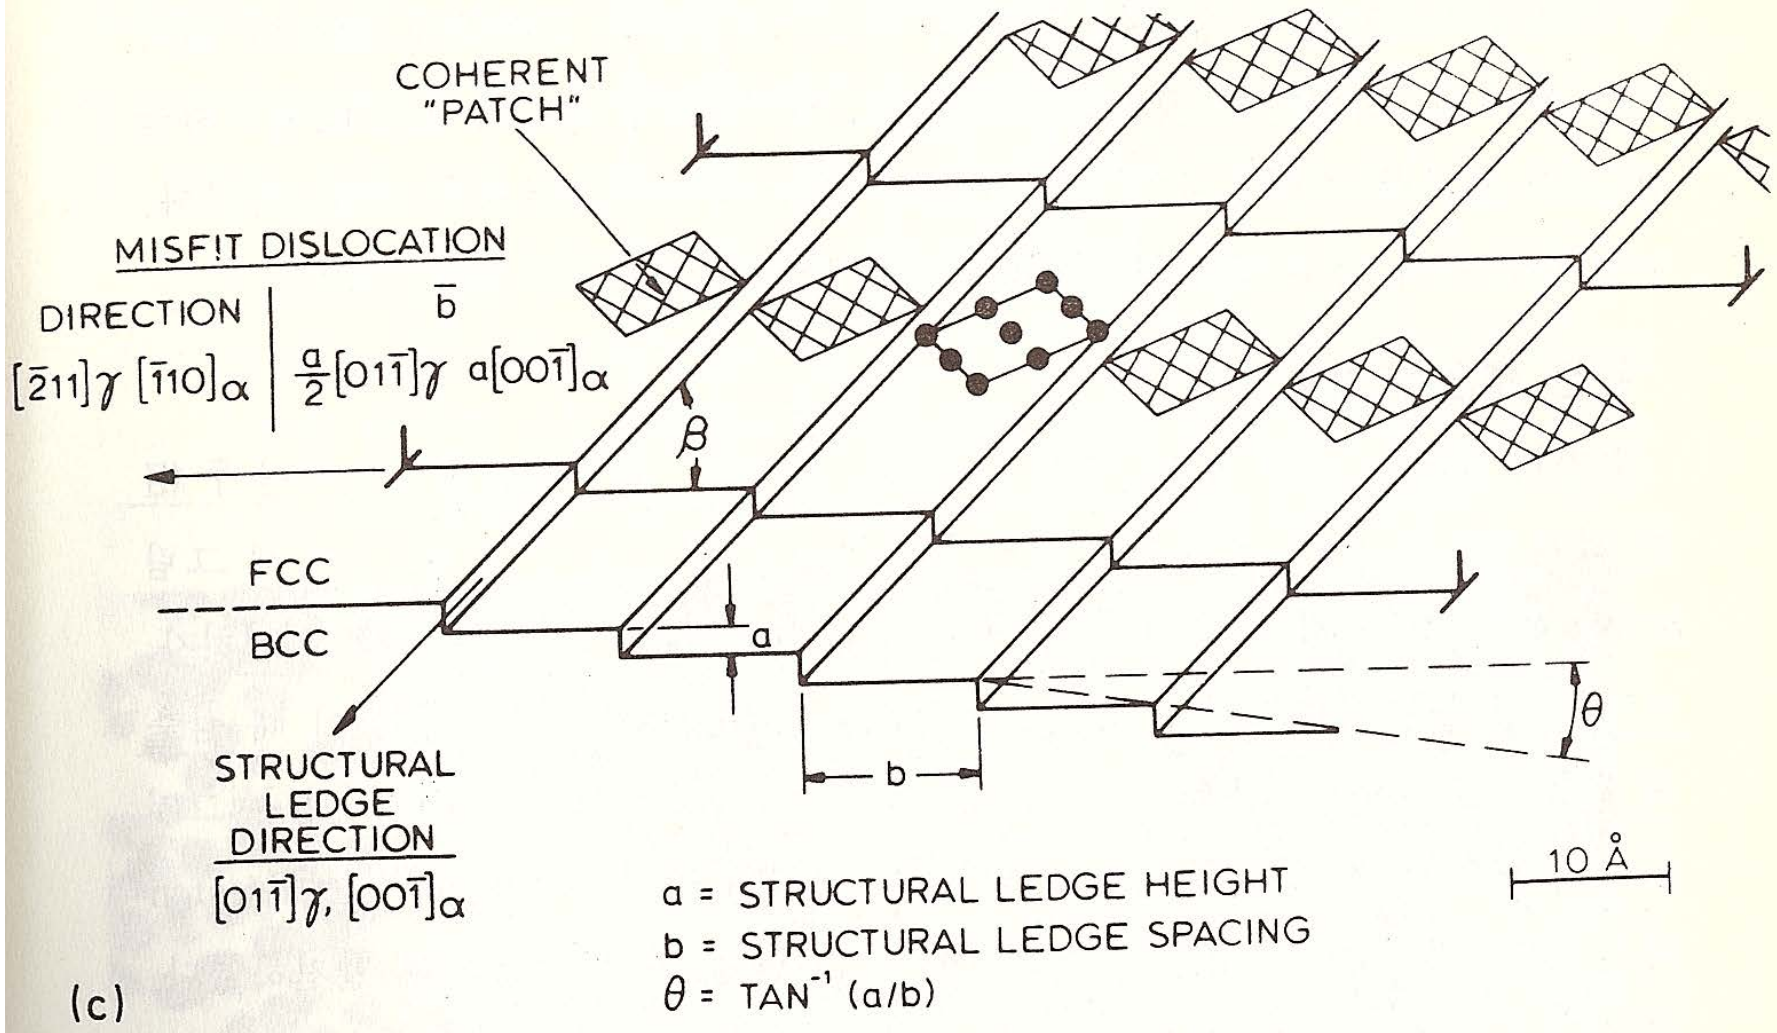 COHERENT
"PATCH"
MISFIT DISLOCATION
DIRECTION b̄
[2̄11]γ [1̄10]α a/2[011̄]γ a[001̄]α
β
FCC
BCC
a
θ
b
STRUCTURAL
LEDGE
DIRECTION
[011̄]γ, [001̄]α
10 Å
a = STRUCTURAL LEDGE HEIGHT
b = STRUCTURAL LEDGE SPACING
θ = TAN⁻¹ (a/b)
(c)